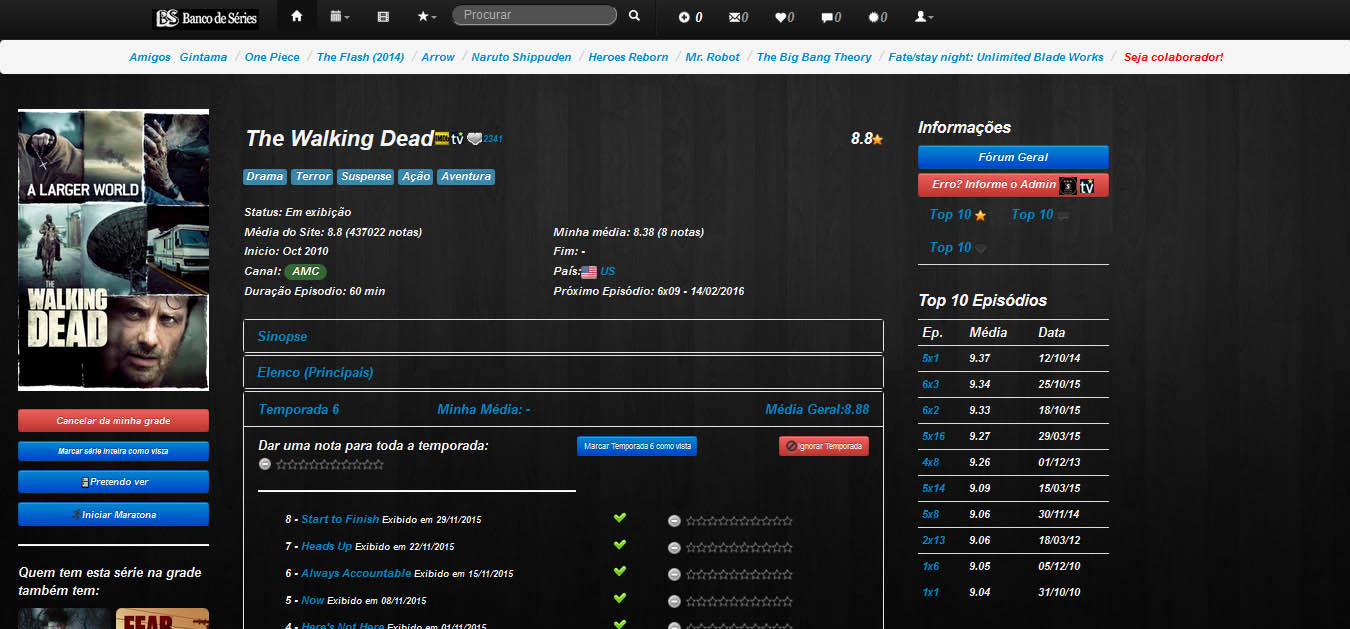 BS Banco de Séries
Procurar
0 0 0 0 0
Amigos Gintama / One Piece / The Flash (2014) / Arrow / Naruto Shippuden / Heroes Reborn / Mr. Robot / The Big Bang Theory / Fate/stay night: Unlimited Blade Works / Seja colaborador!
A LARGER WORLD
THE
WALKING
DEAD
Cancelar da minha grade
Marcar série inteira como vista
Pretendo ver
Iniciar Maratona
Quem tem esta série na grade
também tem:
FEAR
The Walking Dead IMDb tv 2341
8.8
Drama Terror Suspense Ação Aventura
Status: Em exibição
Média do Site: 8.8 (437022 notas) Minha média: 8.38 (8 notas)
Inicio: Oct 2010 Fim: -
Canal: AMC País: US
Duração Episodio: 60 min Próximo Episódio: 6x09 - 14/02/2016
Sinopse
Elenco (Principais)
Temporada 6 Minha Média: - Média Geral:8.88
Dar uma nota para toda a temporada: Marcar Temporada 6 como vista Ignorar Temporada
8 - Start to Finish Exibido em 29/11/2015
7 - Heads Up Exibido em 22/11/2015
6 - Always Accountable Exibido em 15/11/2015
5 - Now Exibido em 08/11/2015
4 - Here's Not Here Exibido em 01/11/2015
Informações
Fórum Geral
Erro? Informe o Admin tv
Top 10 Top 10
Top 10
Top 10 Episódios
Ep. Média Data
5x1 9.37 12/10/14
6x3 9.34 25/10/15
6x2 9.33 18/10/15
5x16 9.27 29/03/15
4x8 9.26 01/12/13
5x14 9.09 15/03/15
5x8 9.06 30/11/14
2x13 9.06 18/03/12
1x6 9.05 05/12/10
1x1 9.04 31/10/10